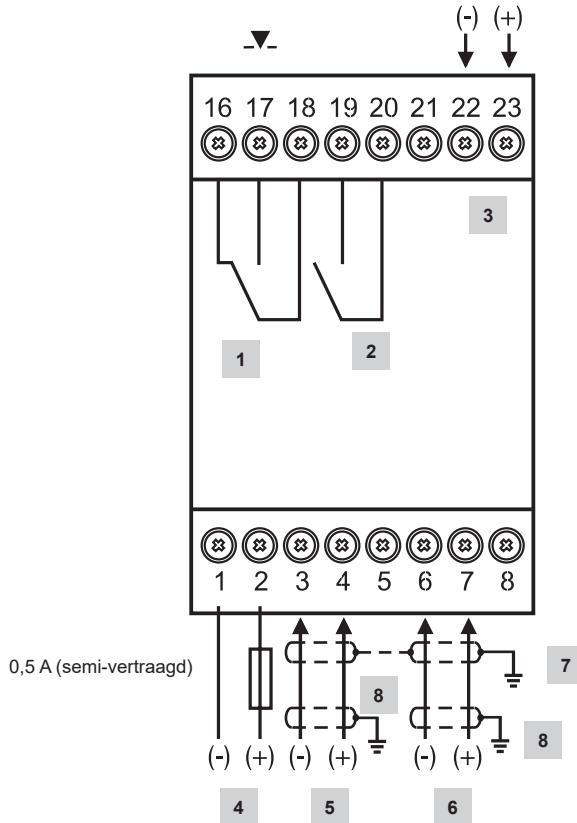 (-) (+)
16 17 18 19 20 21 22 23
3
1
2
1 2 3 4 5 6 7 8
0,5 A (semi-vertraagd)
7
8
8
(-) (+) (-) (+) (-) (+)
4 5 6